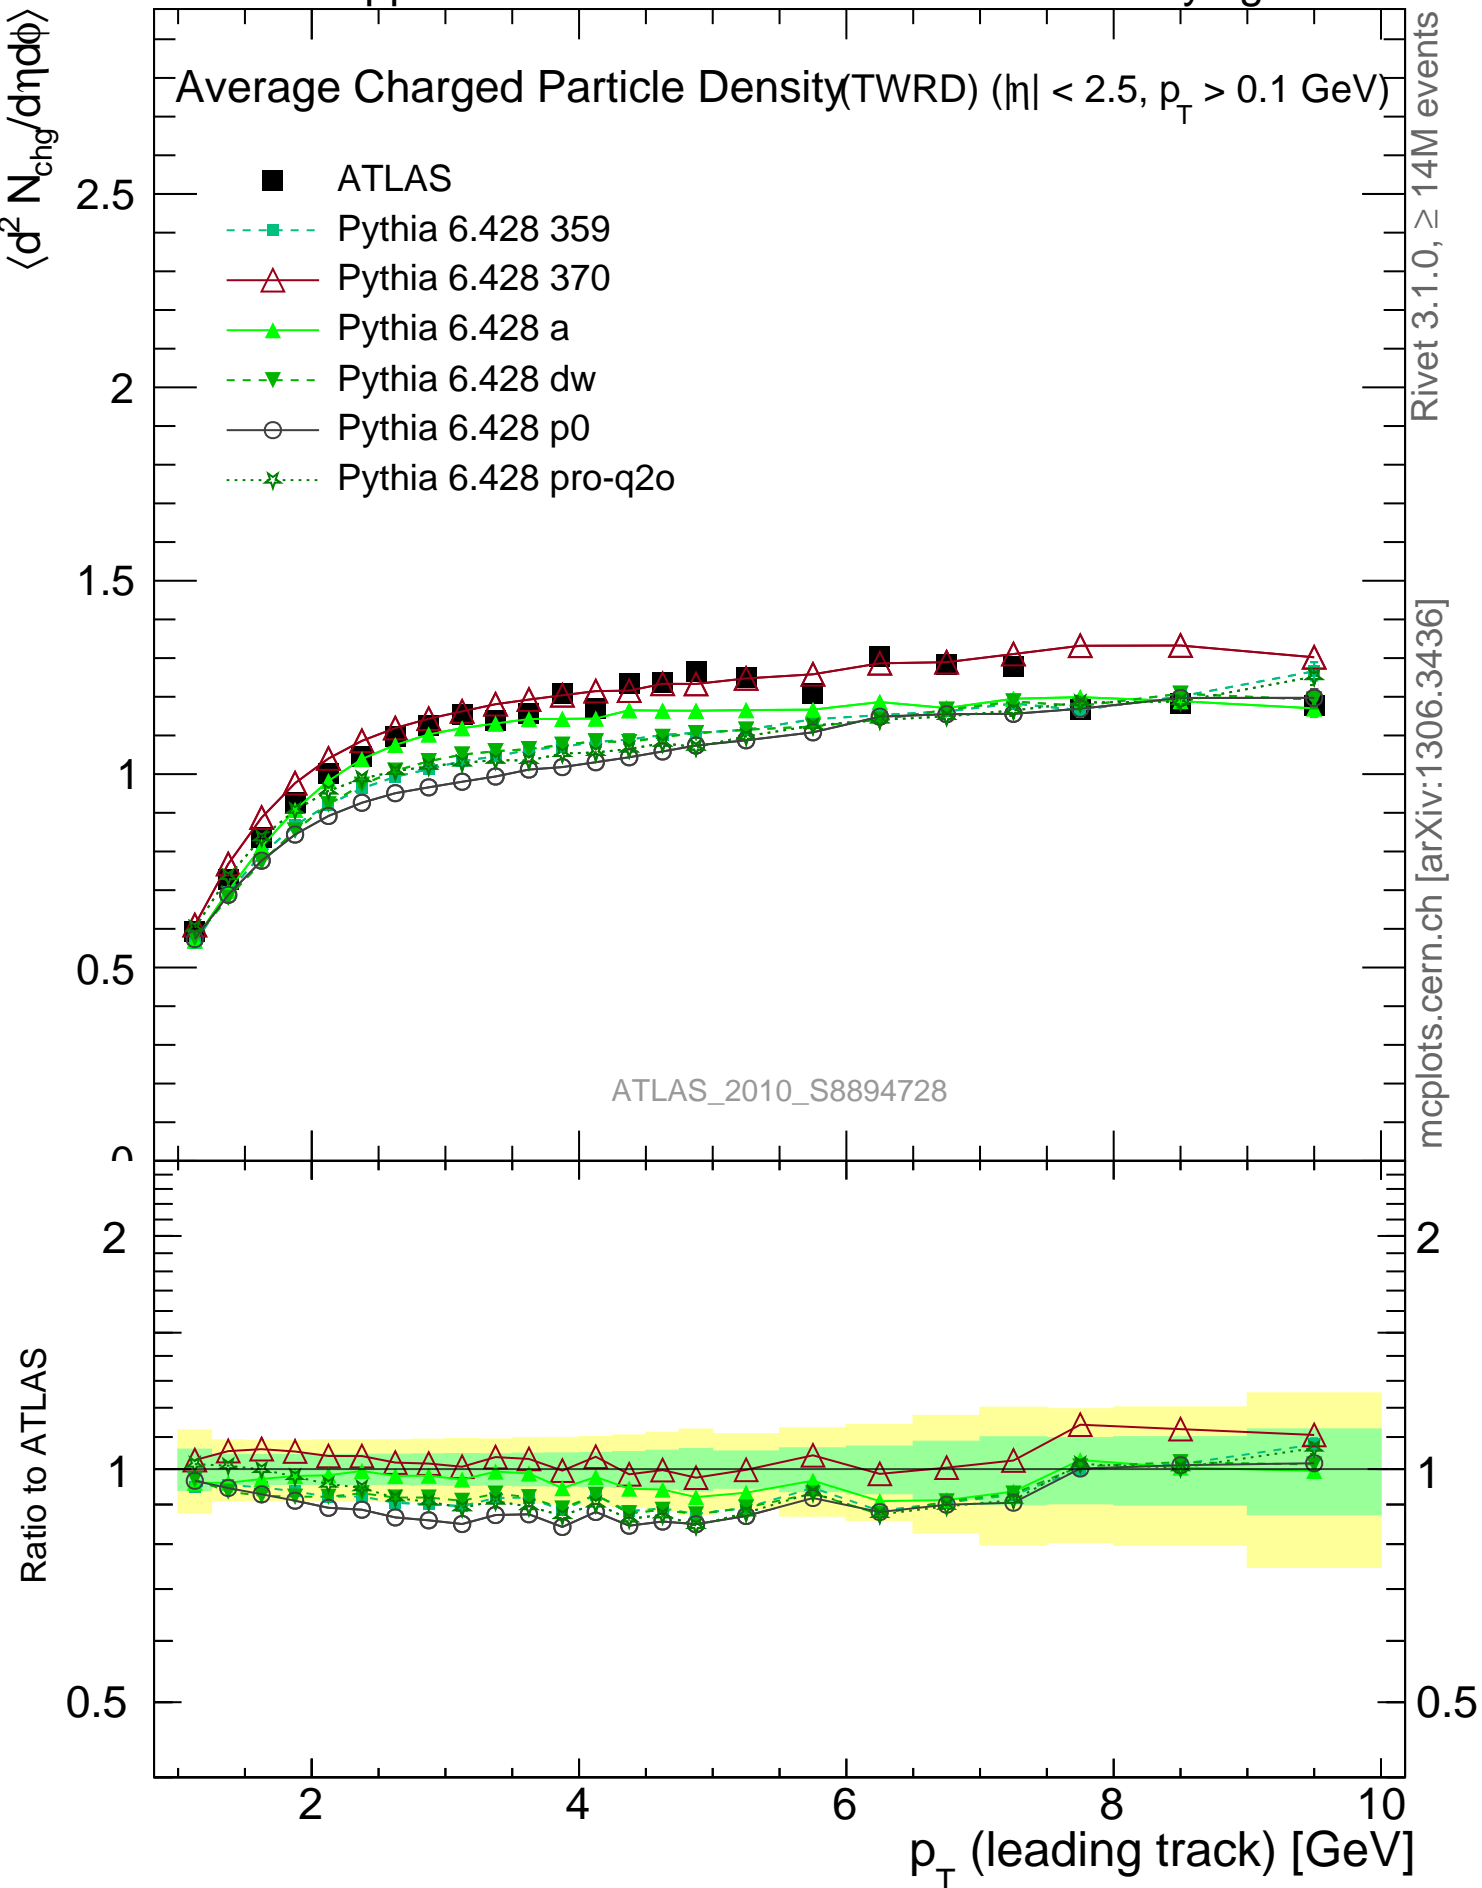 Average Charged Particle Density (TWRD) (|η| < 2.5, p_T > 0.1 GeV)
⟨d² N_chg/dηdϕ⟩
ATLAS
Pythia 6.428 359
Pythia 6.428 370
Pythia 6.428 a
Pythia 6.428 dw
Pythia 6.428 p0
Pythia 6.428 pro-q2o
2.5
2
1.5
1
0.5
0
ATLAS_2010_S8894728
Rivet 3.1.0, ≥ 14M events
mcplots.cern.ch [arXiv:1306.3436]
Ratio to ATLAS
2
1
0.5
2
1
0.5
2 4 6 8 10
p_T (leading track) [GeV]